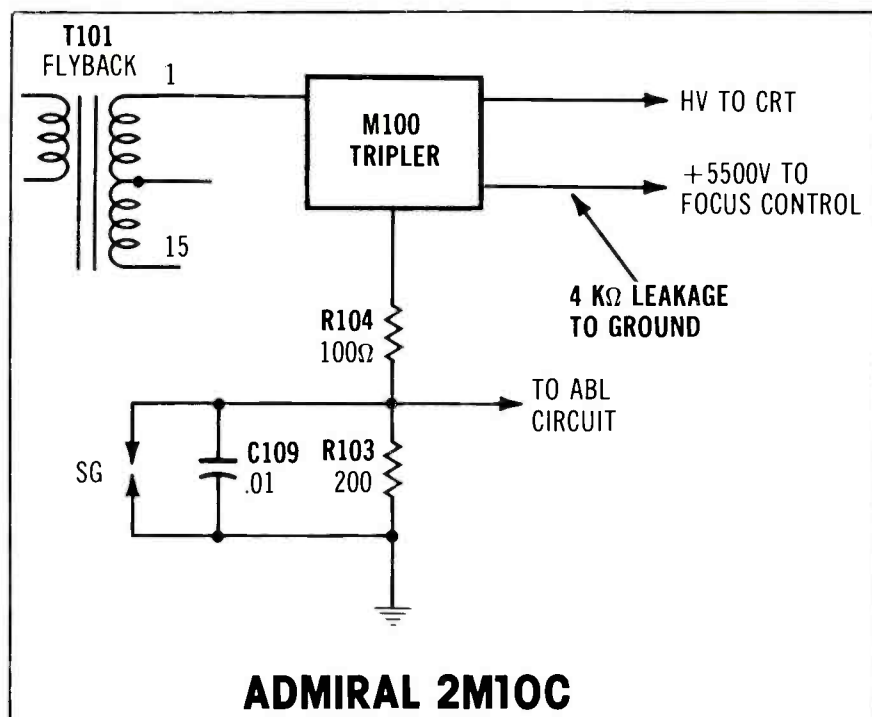 T101
FLYBACK
1
15
M100
TRIPLER
HV TO CRT
+5500V TO
FOCUS CONTROL
4 KΩ LEAKAGE
TO GROUND
R104
100Ω
TO ABL
CIRCUIT
SG
C109
.01
R103
200
ADMIRAL 2M10C